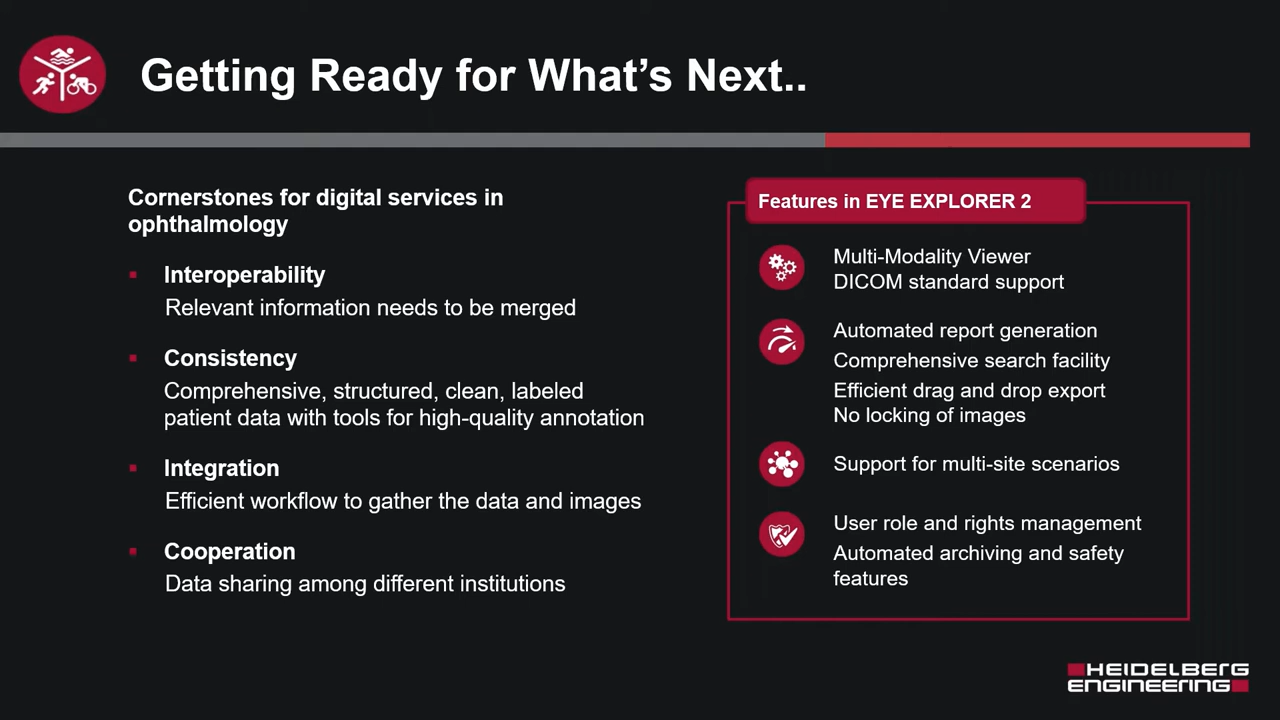 Getting Ready for What's Next..
Cornerstones for digital services in
ophthalmology
Interoperability
Relevant information needs to be merged
Consistency
Comprehensive, structured, clean, labeled
patient data with tools for high-quality annotation
Integration
Efficient workflow to gather the data and images
Cooperation
Data sharing among different institutions
Features in EYE EXPLORER 2
Multi-Modality Viewer
DICOM standard support
Automated report generation
Comprehensive search facility
Efficient drag and drop export
No locking of images
Support for multi-site scenarios
User role and rights management
Automated archiving and safety
features
HEIDELBERG
ENGINEERING